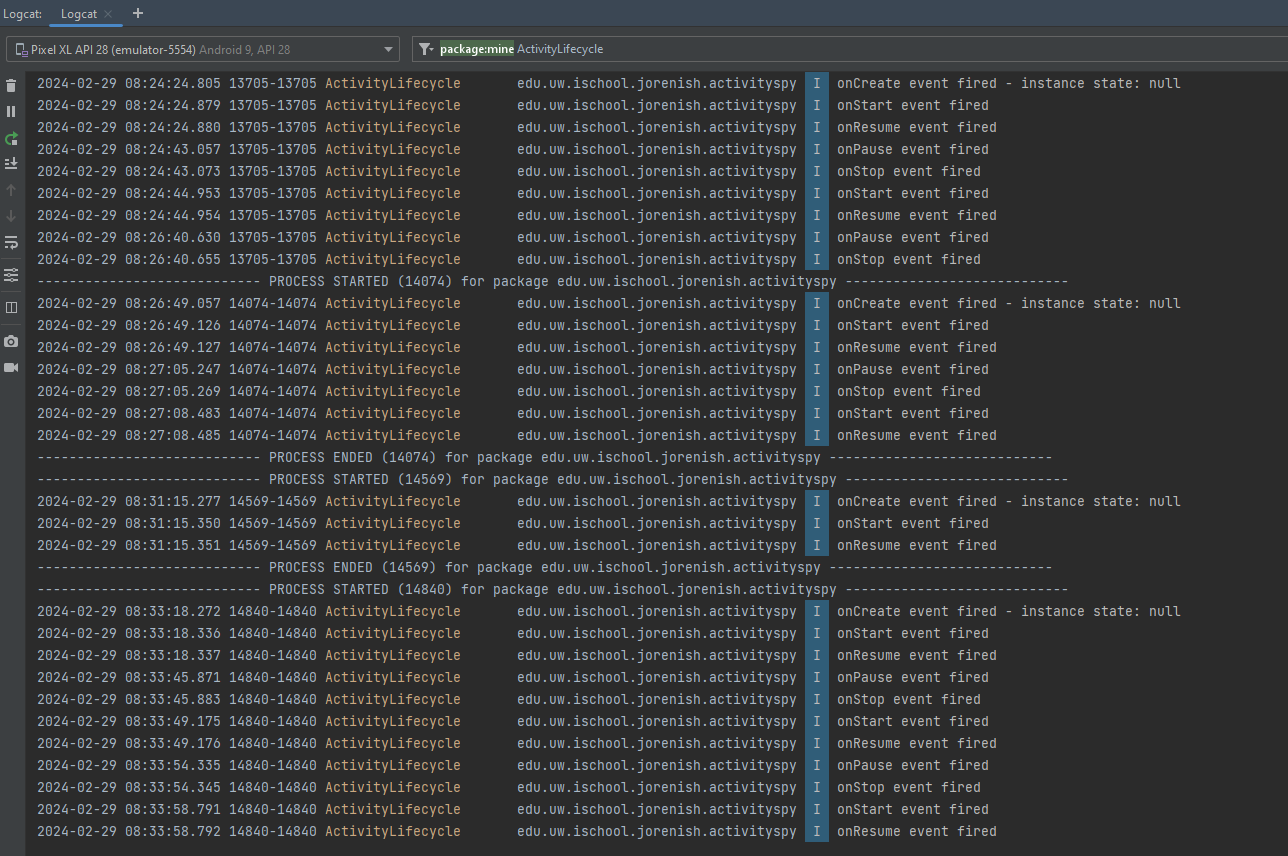 Logcat: Logcat × +
Pixel XL API 28 (emulator-5554) Android 9, API 28 package:mine ActivityLifecycle
2024-02-29 08:24:24.805 13705-13705 ActivityLifecycle edu.uw.ischool.jorenish.activityspy I onCreate event fired - instance state: null
2024-02-29 08:24:24.879 13705-13705 ActivityLifecycle edu.uw.ischool.jorenish.activityspy I onStart event fired
2024-02-29 08:24:24.880 13705-13705 ActivityLifecycle edu.uw.ischool.jorenish.activityspy I onResume event fired
2024-02-29 08:24:43.057 13705-13705 ActivityLifecycle edu.uw.ischool.jorenish.activityspy I onPause event fired
2024-02-29 08:24:43.073 13705-13705 ActivityLifecycle edu.uw.ischool.jorenish.activityspy I onStop event fired
2024-02-29 08:24:44.953 13705-13705 ActivityLifecycle edu.uw.ischool.jorenish.activityspy I onStart event fired
2024-02-29 08:24:44.954 13705-13705 ActivityLifecycle edu.uw.ischool.jorenish.activityspy I onResume event fired
2024-02-29 08:26:40.630 13705-13705 ActivityLifecycle edu.uw.ischool.jorenish.activityspy I onPause event fired
2024-02-29 08:26:40.655 13705-13705 ActivityLifecycle edu.uw.ischool.jorenish.activityspy I onStop event fired
---------------------------- PROCESS STARTED (14074) for package edu.uw.ischool.jorenish.activityspy ----------------------------
2024-02-29 08:26:49.057 14074-14074 ActivityLifecycle edu.uw.ischool.jorenish.activityspy I onCreate event fired - instance state: null
2024-02-29 08:26:49.126 14074-14074 ActivityLifecycle edu.uw.ischool.jorenish.activityspy I onStart event fired
2024-02-29 08:26:49.127 14074-14074 ActivityLifecycle edu.uw.ischool.jorenish.activityspy I onResume event fired
2024-02-29 08:27:05.247 14074-14074 ActivityLifecycle edu.uw.ischool.jorenish.activityspy I onPause event fired
2024-02-29 08:27:05.269 14074-14074 ActivityLifecycle edu.uw.ischool.jorenish.activityspy I onStop event fired
2024-02-29 08:27:08.483 14074-14074 ActivityLifecycle edu.uw.ischool.jorenish.activityspy I onStart event fired
2024-02-29 08:27:08.485 14074-14074 ActivityLifecycle edu.uw.ischool.jorenish.activityspy I onResume event fired
---------------------------- PROCESS ENDED (14074) for package edu.uw.ischool.jorenish.activityspy ----------------------------
---------------------------- PROCESS STARTED (14569) for package edu.uw.ischool.jorenish.activityspy ----------------------------
2024-02-29 08:31:15.277 14569-14569 ActivityLifecycle edu.uw.ischool.jorenish.activityspy I onCreate event fired - instance state: null
2024-02-29 08:31:15.350 14569-14569 ActivityLifecycle edu.uw.ischool.jorenish.activityspy I onStart event fired
2024-02-29 08:31:15.351 14569-14569 ActivityLifecycle edu.uw.ischool.jorenish.activityspy I onResume event fired
---------------------------- PROCESS ENDED (14569) for package edu.uw.ischool.jorenish.activityspy ----------------------------
---------------------------- PROCESS STARTED (14840) for package edu.uw.ischool.jorenish.activityspy ----------------------------
2024-02-29 08:33:18.272 14840-14840 ActivityLifecycle edu.uw.ischool.jorenish.activityspy I onCreate event fired - instance state: null
2024-02-29 08:33:18.336 14840-14840 ActivityLifecycle edu.uw.ischool.jorenish.activityspy I onStart event fired
2024-02-29 08:33:18.337 14840-14840 ActivityLifecycle edu.uw.ischool.jorenish.activityspy I onResume event fired
2024-02-29 08:33:45.871 14840-14840 ActivityLifecycle edu.uw.ischool.jorenish.activityspy I onPause event fired
2024-02-29 08:33:45.883 14840-14840 ActivityLifecycle edu.uw.ischool.jorenish.activityspy I onStop event fired
2024-02-29 08:33:49.175 14840-14840 ActivityLifecycle edu.uw.ischool.jorenish.activityspy I onStart event fired
2024-02-29 08:33:49.176 14840-14840 ActivityLifecycle edu.uw.ischool.jorenish.activityspy I onResume event fired
2024-02-29 08:33:54.335 14840-14840 ActivityLifecycle edu.uw.ischool.jorenish.activityspy I onPause event fired
2024-02-29 08:33:54.345 14840-14840 ActivityLifecycle edu.uw.ischool.jorenish.activityspy I onStop event fired
2024-02-29 08:33:58.791 14840-14840 ActivityLifecycle edu.uw.ischool.jorenish.activityspy I onStart event fired
2024-02-29 08:33:58.792 14840-14840 ActivityLifecycle edu.uw.ischool.jorenish.activityspy I onResume event fired